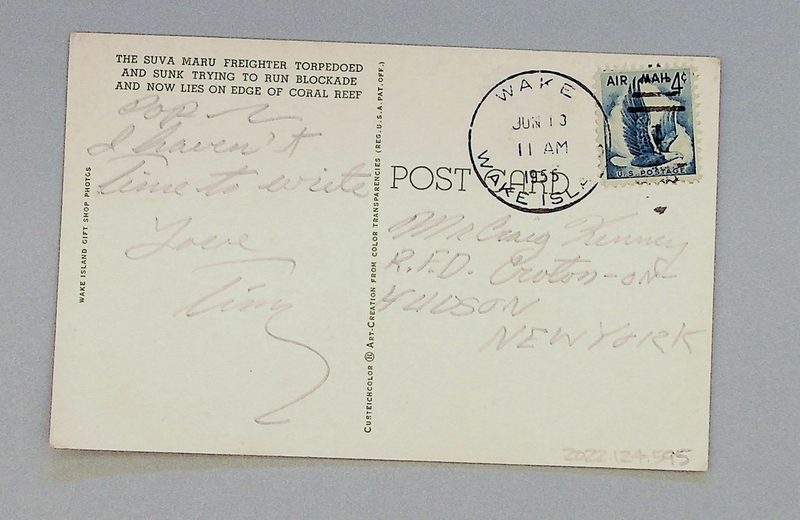 THE SUVA MARU FREIGHTER TORPEDOED
AND SUNK TRYING TO RUN BLOCKADE
AND NOW LIES ON EDGE OF CORAL REEF
I haven't
time to write
Love
WAKE ISLAND GIFT SHOP PHOTOS
CURTEICHCOLOR ® ART-CREATION FROM COLOR TRANSPARENCIES (REG. U.S.A. PAT. OFF.)
POST CARD
WAKE
JUN 13
11 AM
1955
WAKE ISLA
AIR MAIL 4¢
U.S. POSTAGE
Mr Craig Kenney
R.F.D. Croton-on-
HUDSON
NEW YORK
2022.124.595